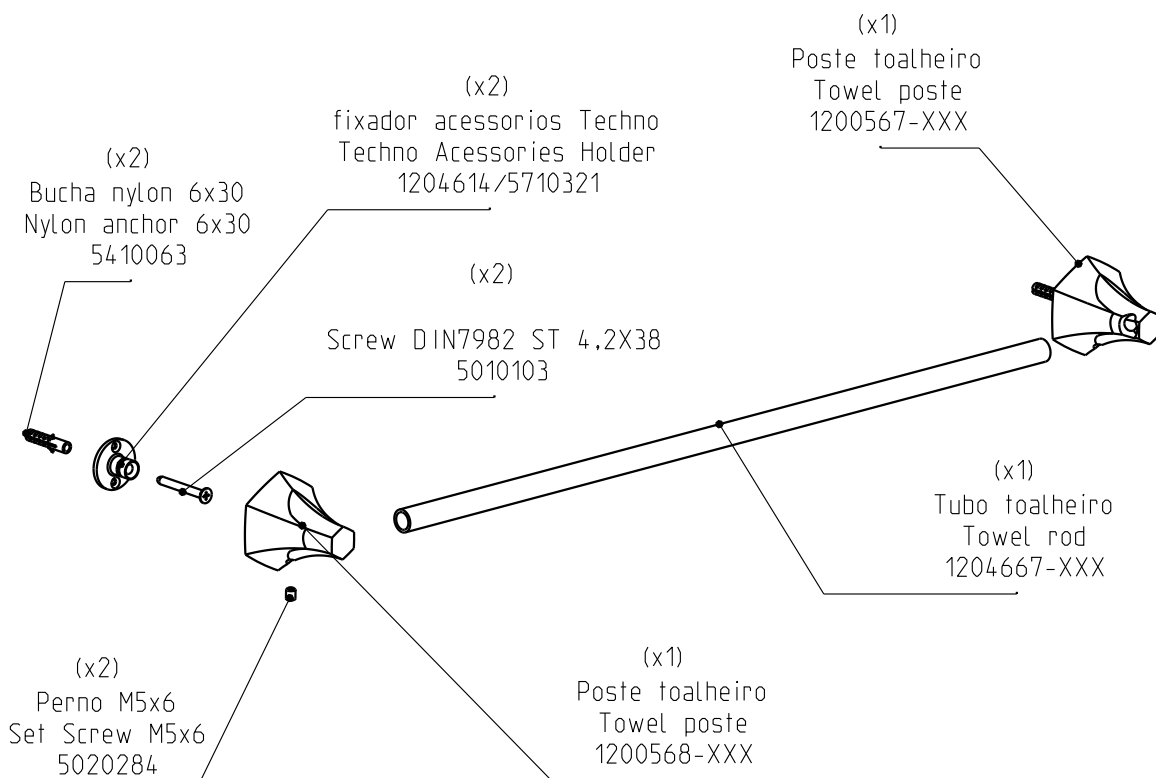 (x1)
Poste toalheiro
Towel poste
1200567-XXX
(x2)
fixador acessorios Techno
Techno Acessories Holder
1204614/5710321
(x2)
Bucha nylon 6x30
Nylon anchor 6x30
5410063
(x2)
Screw DIN7982 ST 4,2X38
5010103
(x1)
Tubo toalheiro
Towel rod
1204667-XXX
(x2)
Perno M5x6
Set Screw M5x6
5020284
(x1)
Poste toalheiro
Towel poste
1200568-XXX